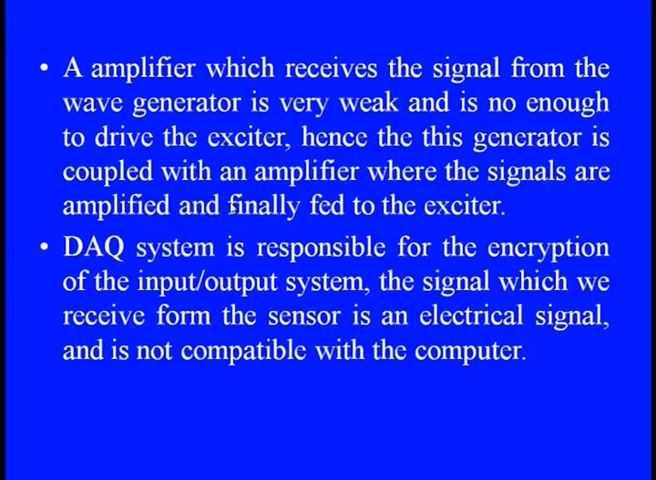 • A amplifier which receives the signal from the
wave generator is very weak and is no enough
to drive the exciter, hence the this generator is
coupled with an amplifier where the signals are
amplified and finally fed to the exciter.
• DAQ system is responsible for the encryption
of the input/output system, the signal which we
receive form the sensor is an electrical signal,
and is not compatible with the computer.